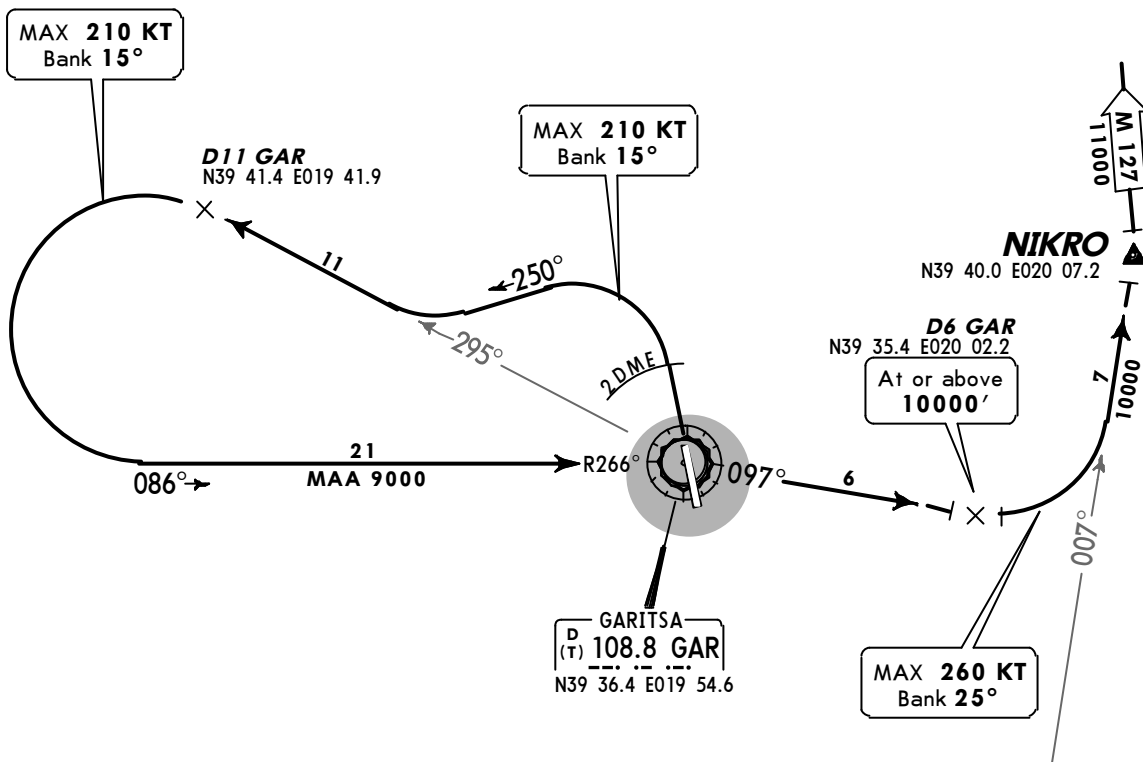 MAX 210 KT
Bank 15°
D11 GAR
N39 41.4 E019 41.9
MAX 210 KT
Bank 15°
M 127
11000
NIKRO
N39 40.0 E020 07.2
11
←250°
295°
2 DME
D6 GAR
N39 35.4 E020 02.2
At or above
10000'
7
10000
21
MAA 9000
086°→
R266°
097°
6
007°
GARITSA
D
(T) 108.8 GAR
N39 36.4 E019 54.6
MAX 260 KT
Bank 25°